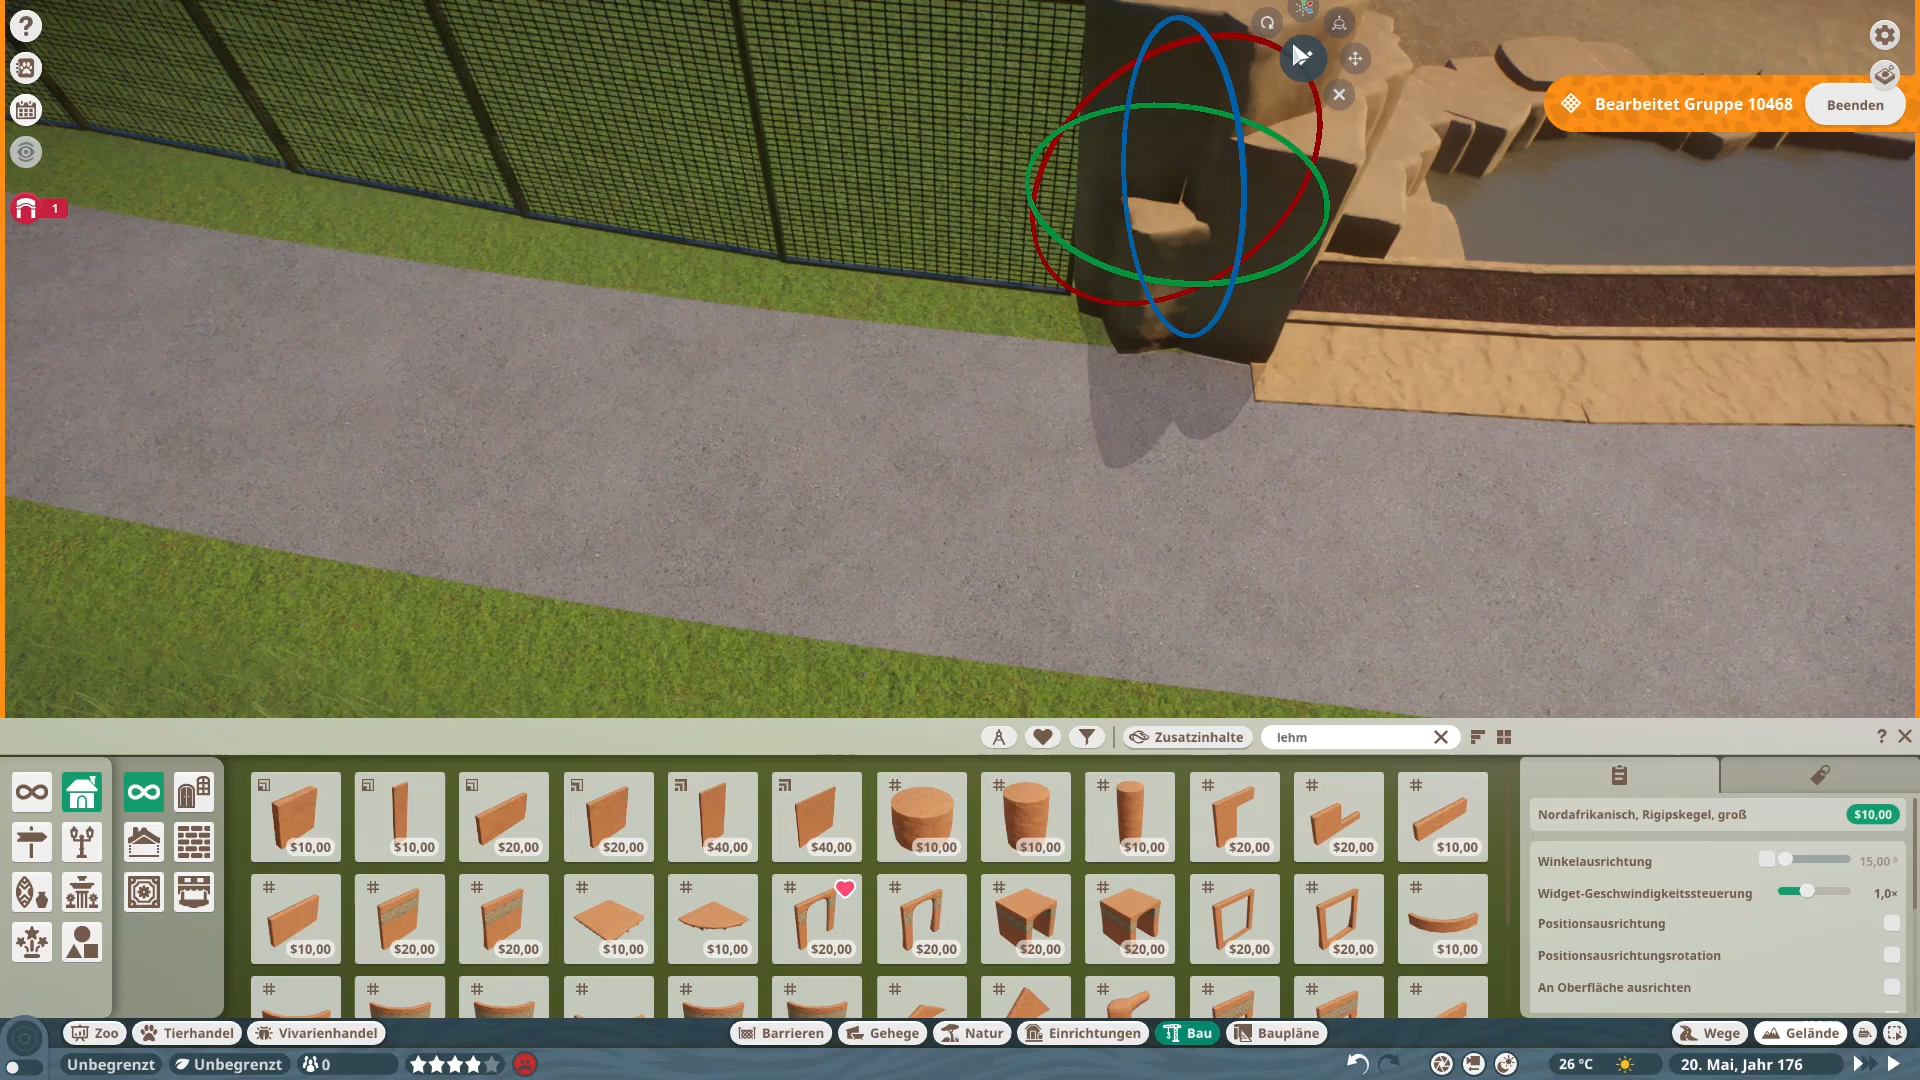 ?
Bearbeitet Gruppe 10468
Beenden
1
Zusatzinhalte
lehm
?
$10,00 $10,00 $20,00 $20,00 $40,00 $40,00 $10,00 $10,00 $10,00 $20,00 $20,00 $10,00
$10,00 $20,00 $20,00 $10,00 $10,00 $20,00 $20,00 $20,00 $20,00 $20,00 $20,00 $10,00
Nordafrikanisch, Rigipskegel, groß $10,00
Winkelausrichtung 15,00 °
Widget-Geschwindigkeitssteuerung 1,0×
Positionsausrichtung
Positionsausrichtungsrotation
An Oberfläche ausrichten
Zoo Tierhandel Vivarienhandel Barrieren Gehege Natur Einrichtungen Bau Baupläne Wege Gelände
Unbegrenzt Unbegrenzt 0 26 °C 20. Mai, Jahr 176